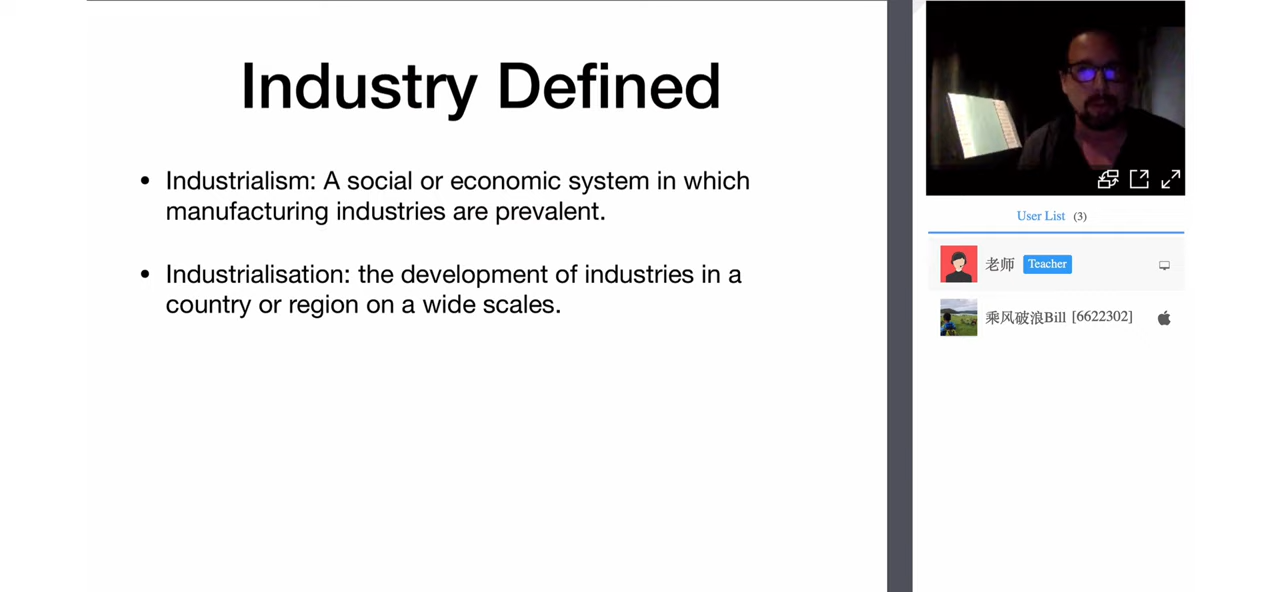 Industry Defined
• Industrialism: A social or economic system in which
manufacturing industries are prevalent.
• Industrialisation: the development of industries in a
country or region on a wide scales.
User List (3)
老师 Teacher
乘风破浪Bill [6622302]